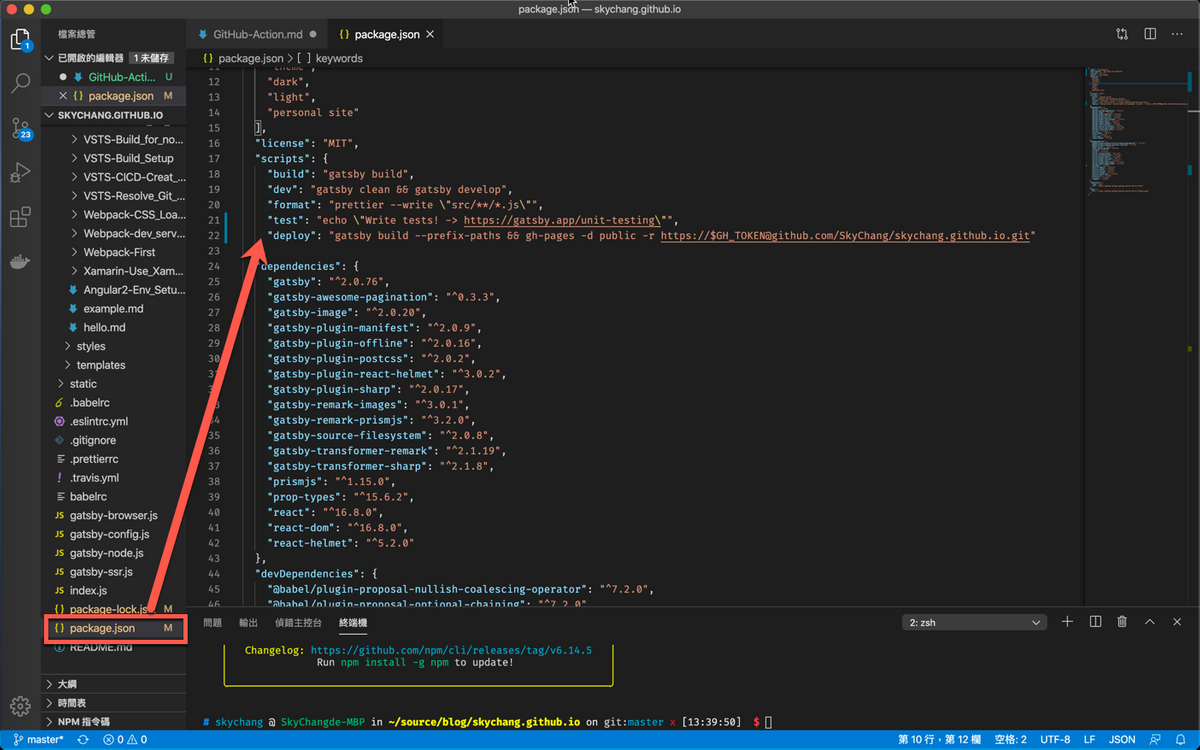 package.json — skychang.github.io
檔案總管
已開啟的編輯器 1 未儲存
GitHub-Acti... U
package.json M
SKYCHANG.GITHUB.IO
VSTS-Build_for_no...
VSTS-Build_Setup
VSTS-CICD-Creat_...
VSTS-Resolve_Git_...
Webpack-CSS_Loa...
Webpack-dev_serv...
Webpack-First
Xamarin-Use_Xam...
Angular2-Env_Setu...
example.md
hello.md
styles
templates
static
.babelrc
.eslintrc.yml
.gitignore
.prettierrc
.travis.yml
babelrc
JS gatsby-browser.js
JS gatsby-config.js
JS gatsby-node.js
JS gatsby-ssr.js
JS index.js
{} package-lock.js... M
{} package.json M
README.md
大綱
時間表
NPM 指令碼
1
23
GitHub-Action.md
{} package.json
{} package.json > [ ] keywords
12 "dark",
13 "light",
14 "personal site"
15 ],
16 "license": "MIT",
17 "scripts": {
18 "build": "gatsby build",
19 "dev": "gatsby clean && gatsby develop",
20 "format": "prettier --write \"src/**/*.js\"",
21 "test": "echo \"Write tests! -> https://gatsby.app/unit-testing\"",
22 "deploy": "gatsby build --prefix-paths && gh-pages -d public -r https://$GH_TOKEN@github.com/SkyChang/skychang.github.io.git"
23
24 "dependencies": {
25 "gatsby": "^2.0.76",
26 "gatsby-awesome-pagination": "^0.3.3",
27 "gatsby-image": "^2.0.20",
28 "gatsby-plugin-manifest": "^2.0.9",
29 "gatsby-plugin-offline": "^2.0.16",
30 "gatsby-plugin-postcss": "^2.0.2",
"gatsby-plugin-react-helmet": "^3.0.2",
"gatsby-plugin-sharp": "^2.0.17",
"gatsby-remark-images": "^3.0.1",
"gatsby-remark-prismjs": "^3.2.0",
35 "gatsby-source-filesystem": "^2.0.8",
36 "gatsby-transformer-remark": "^2.1.19",
37 "gatsby-transformer-sharp": "^2.1.8",
38 "prismjs": "^1.15.0",
39 "prop-types": "^15.6.2",
40 "react": "^16.8.0",
41 "react-dom": "^16.8.0",
42 "react-helmet": "^5.2.0"
43 },
44 "devDependencies": {
45 "@babel/plugin-proposal-nullish-coalescing-operator": "^7.2.0",
46 "@babel/plugin-proposal-optional-chaining": "^7.2.0"
問題 輸出 偵錯主控台 終端機
2: zsh
Changelog: https://github.com/npm/cli/releases/tag/v6.14.5
Run npm install -g npm to update!
# skychang @ SkyChangde-MBP in ~/source/blog/skychang.github.io on git:master x [13:39:50] $
master* 0 0
第 10 行，第 12 欄 空格: 2 UTF-8 LF JSON